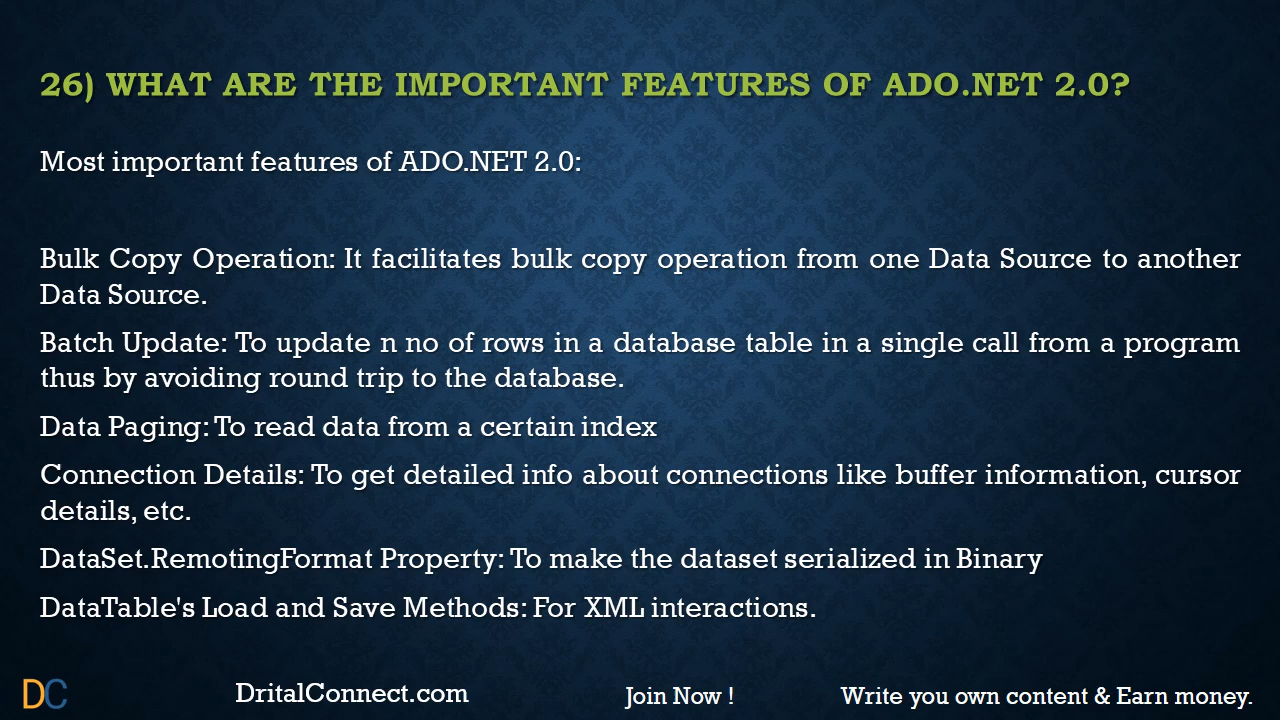 26) WHAT ARE THE IMPORTANT FEATURES OF ADO.NET 2.0?
Most important features of ADO.NET 2.0:
Bulk Copy Operation: It facilitates bulk copy operation from one Data Source to another
Data Source.
Batch Update: To update n no of rows in a database table in a single call from a program
thus by avoiding round trip to the database.
Data Paging: To read data from a certain index
Connection Details: To get detailed info about connections like buffer information, cursor
details, etc.
DataSet.RemotingFormat Property: To make the dataset serialized in Binary
DataTable's Load and Save Methods: For XML interactions.
DC
DritalConnect.com
Join Now !
Write you own content & Earn money.